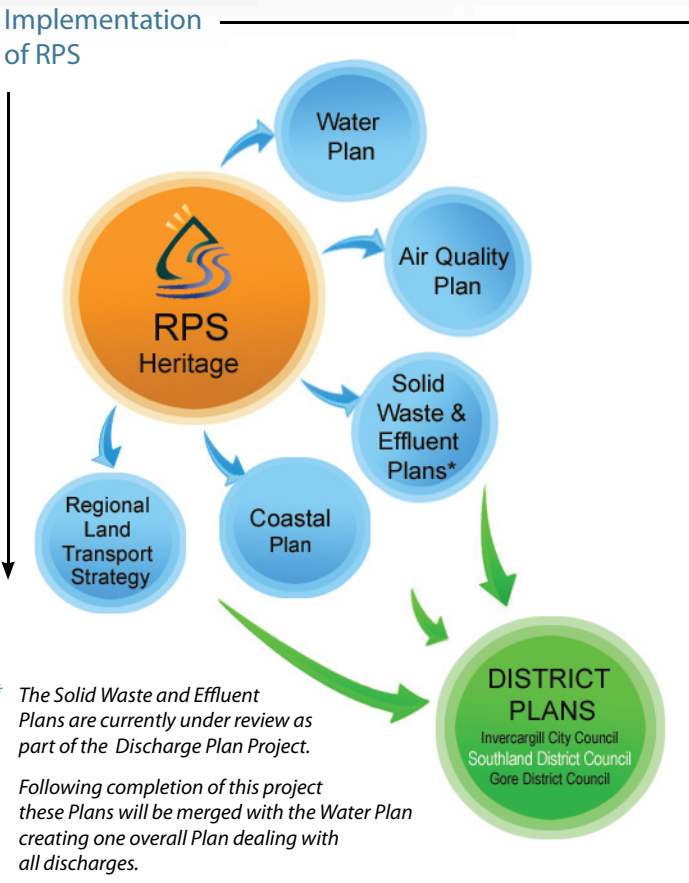 Implementation
of RPS
Water
Plan
Air Quality
Plan
RPS
Heritage
Solid
Waste &
Effluent
Plans*
Regional
Land
Transport
Strategy
Coastal
Plan
DISTRICT
PLANS
Invercargill City Council
Southland District Council
Gore District Council
* The Solid Waste and Effluent
Plans are currently under review as
part of the Discharge Plan Project.
Following completion of this project
these Plans will be merged with the Water Plan
creating one overall Plan dealing with
all discharges.